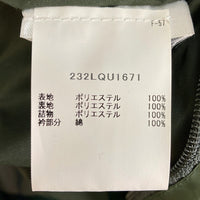 F-57
232LQU1671
表地 ポリエステル 100%
裏地 ポリエステル 100%
詰物 ポリエステル 100%
衿部分 綿 100%